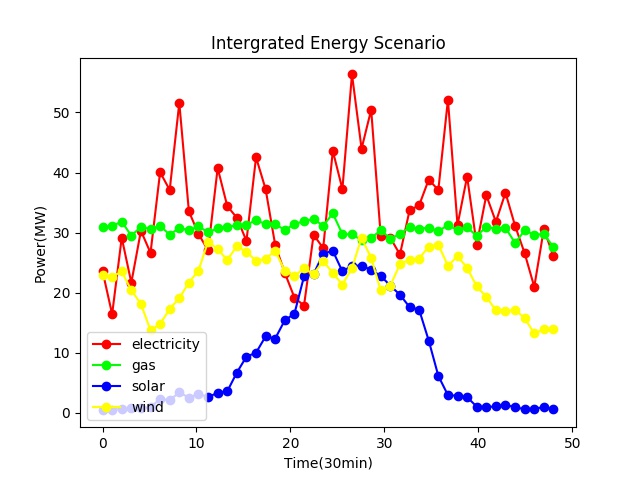 Intergrated Energy Scenario
Power(MW)
50
40
30
20
10
0
electricity
gas
solar
wind
0 10 20 30 40 50
Time(30min)